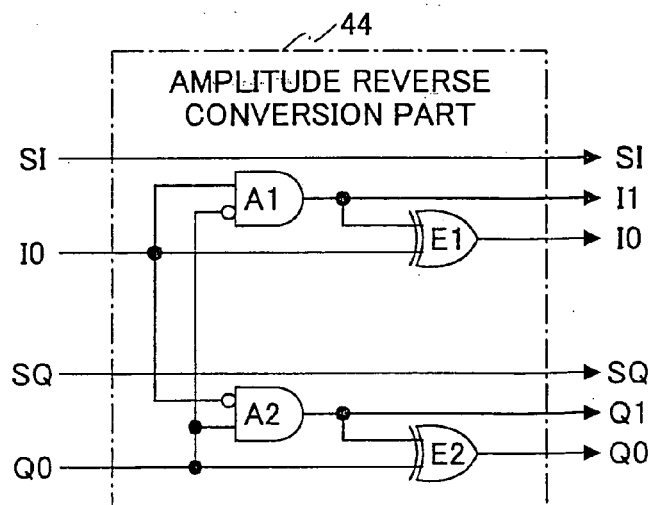 44
AMPLITUDE REVERSE
CONVERSION PART
SI SI
A1 I1
I0 E1 I0
SQ SQ
A2 Q1
Q0 E2 Q0